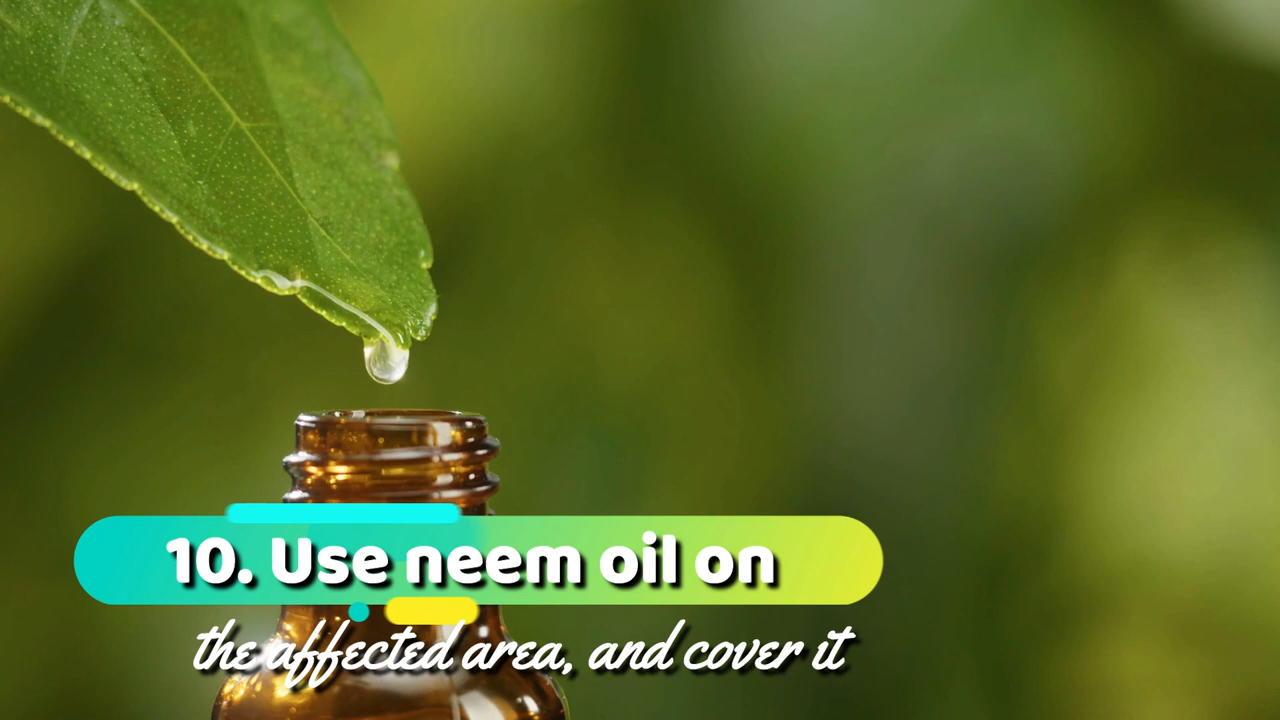 10. Use neem oil on
the affected area, and cover it